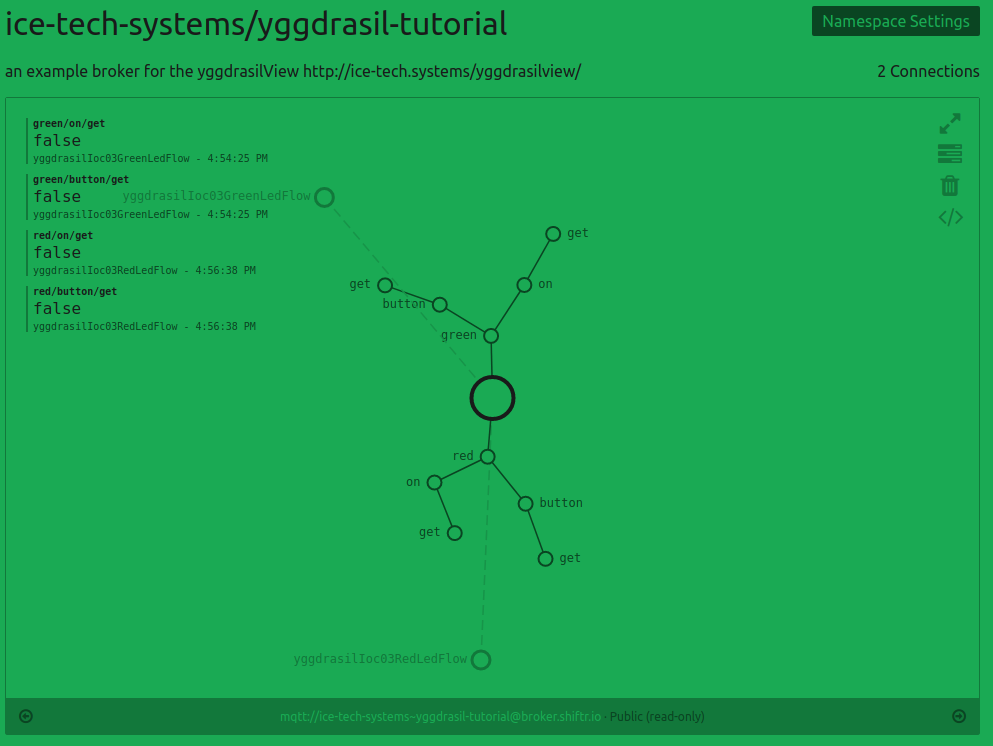 ice-tech-systems/yggdrasil-tutorial
Namespace Settings
an example broker for the yggdrasilView http://ice-tech.systems/yggdrasilview/
2 Connections
green/on/get
false
yggdrasilIoc03GreenLedFlow - 4:54:25 PM
green/button/get
false
yggdrasilIoc03GreenLedFlow - 4:54:25 PM
red/on/get
false
yggdrasilIoc03RedLedFlow - 4:56:38 PM
red/button/get
false
yggdrasilIoc03RedLedFlow - 4:56:38 PM
yggdrasilIoc03GreenLedFlow
get
get
on
button
green
red
on
button
get
get
yggdrasilIoc03RedLedFlow
mqtt://ice-tech-systems~yggdrasil-tutorial@broker.shiftr.io · Public (read-only)